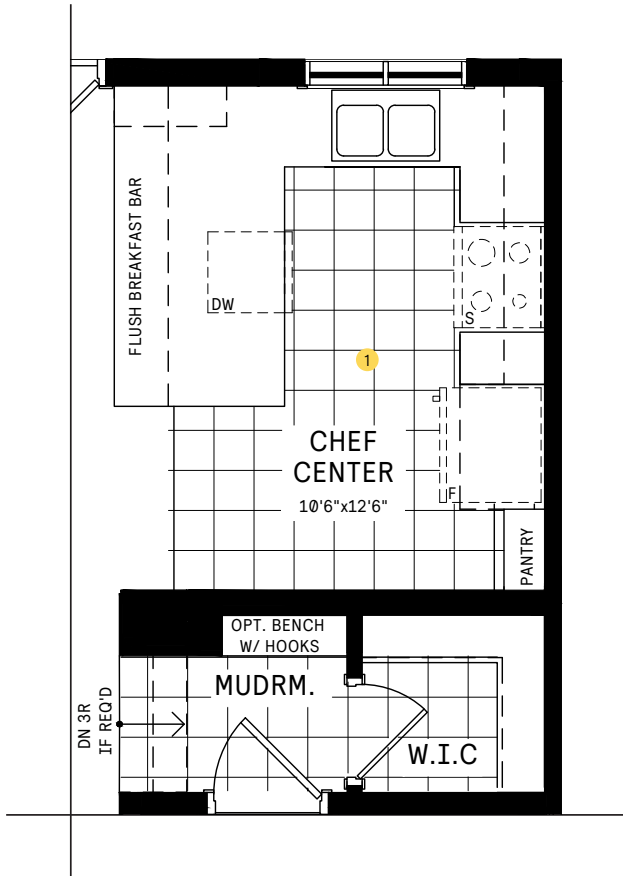 FLUSH BREAKFAST BAR
DW
S
1
CHEF
CENTER
10'6"x12'6"
F
PANTRY
OPT. BENCH
W/ HOOKS
MUDRM.
DN 3R
IF REQ'D
W.I.C